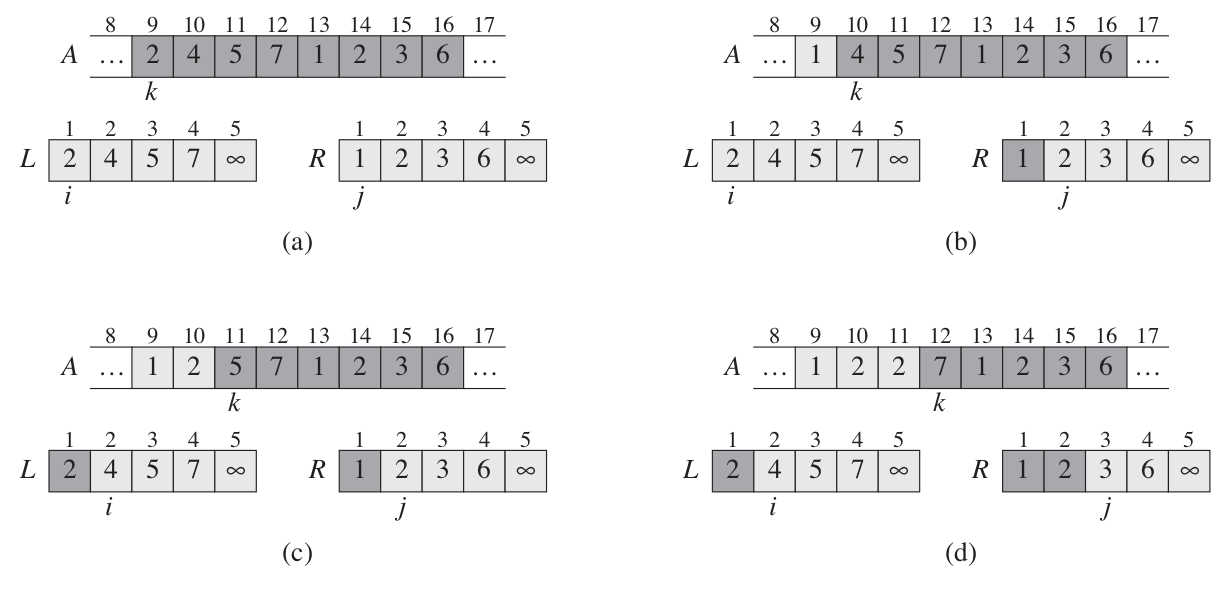 8 9 10 11 12 13 14 15 16 17
A … 2 4 5 7 1 2 3 6 …
k
1 2 3 4 5 1 2 3 4 5
L 2 4 5 7 ∞ R 1 2 3 6 ∞
i j
(a)
8 9 10 11 12 13 14 15 16 17
A … 1 4 5 7 1 2 3 6 …
k
1 2 3 4 5 1 2 3 4 5
L 2 4 5 7 ∞ R 1 2 3 6 ∞
i j
(b)
8 9 10 11 12 13 14 15 16 17
A … 1 2 5 7 1 2 3 6 …
k
1 2 3 4 5 1 2 3 4 5
L 2 4 5 7 ∞ R 1 2 3 6 ∞
i j
(c)
8 9 10 11 12 13 14 15 16 17
A … 1 2 2 7 1 2 3 6 …
k
1 2 3 4 5 1 2 3 4 5
L 2 4 5 7 ∞ R 1 2 3 6 ∞
i j
(d)